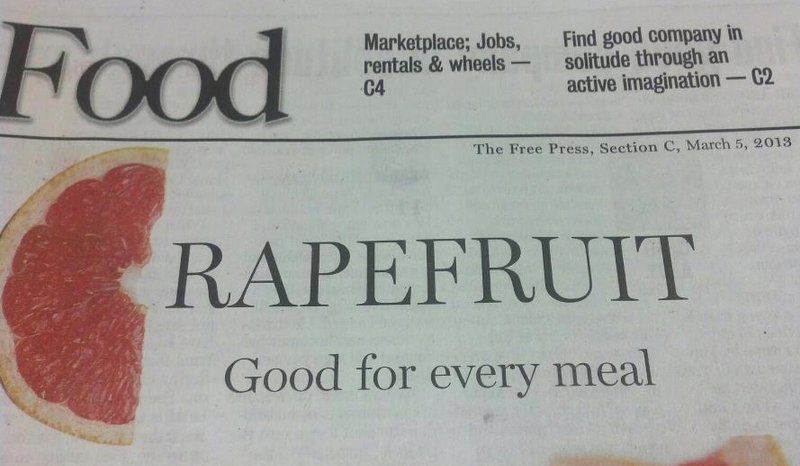 Food
Marketplace; Jobs,
rentals & wheels —
C4
Find good company in
solitude through an
active imagination — C2
The Free Press, Section C, March 5, 2013
RAPEFRUIT
Good for every meal